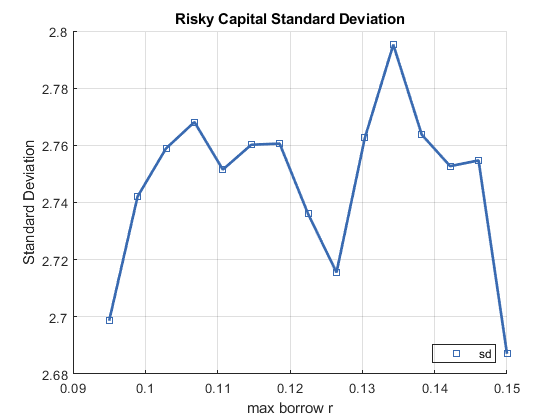 Risky Capital Standard Deviation
2.8
2.78
2.76
2.74
2.72
2.7
2.68
Standard Deviation
sd
0.09 0.1 0.11 0.12 0.13 0.14 0.15
max borrow r